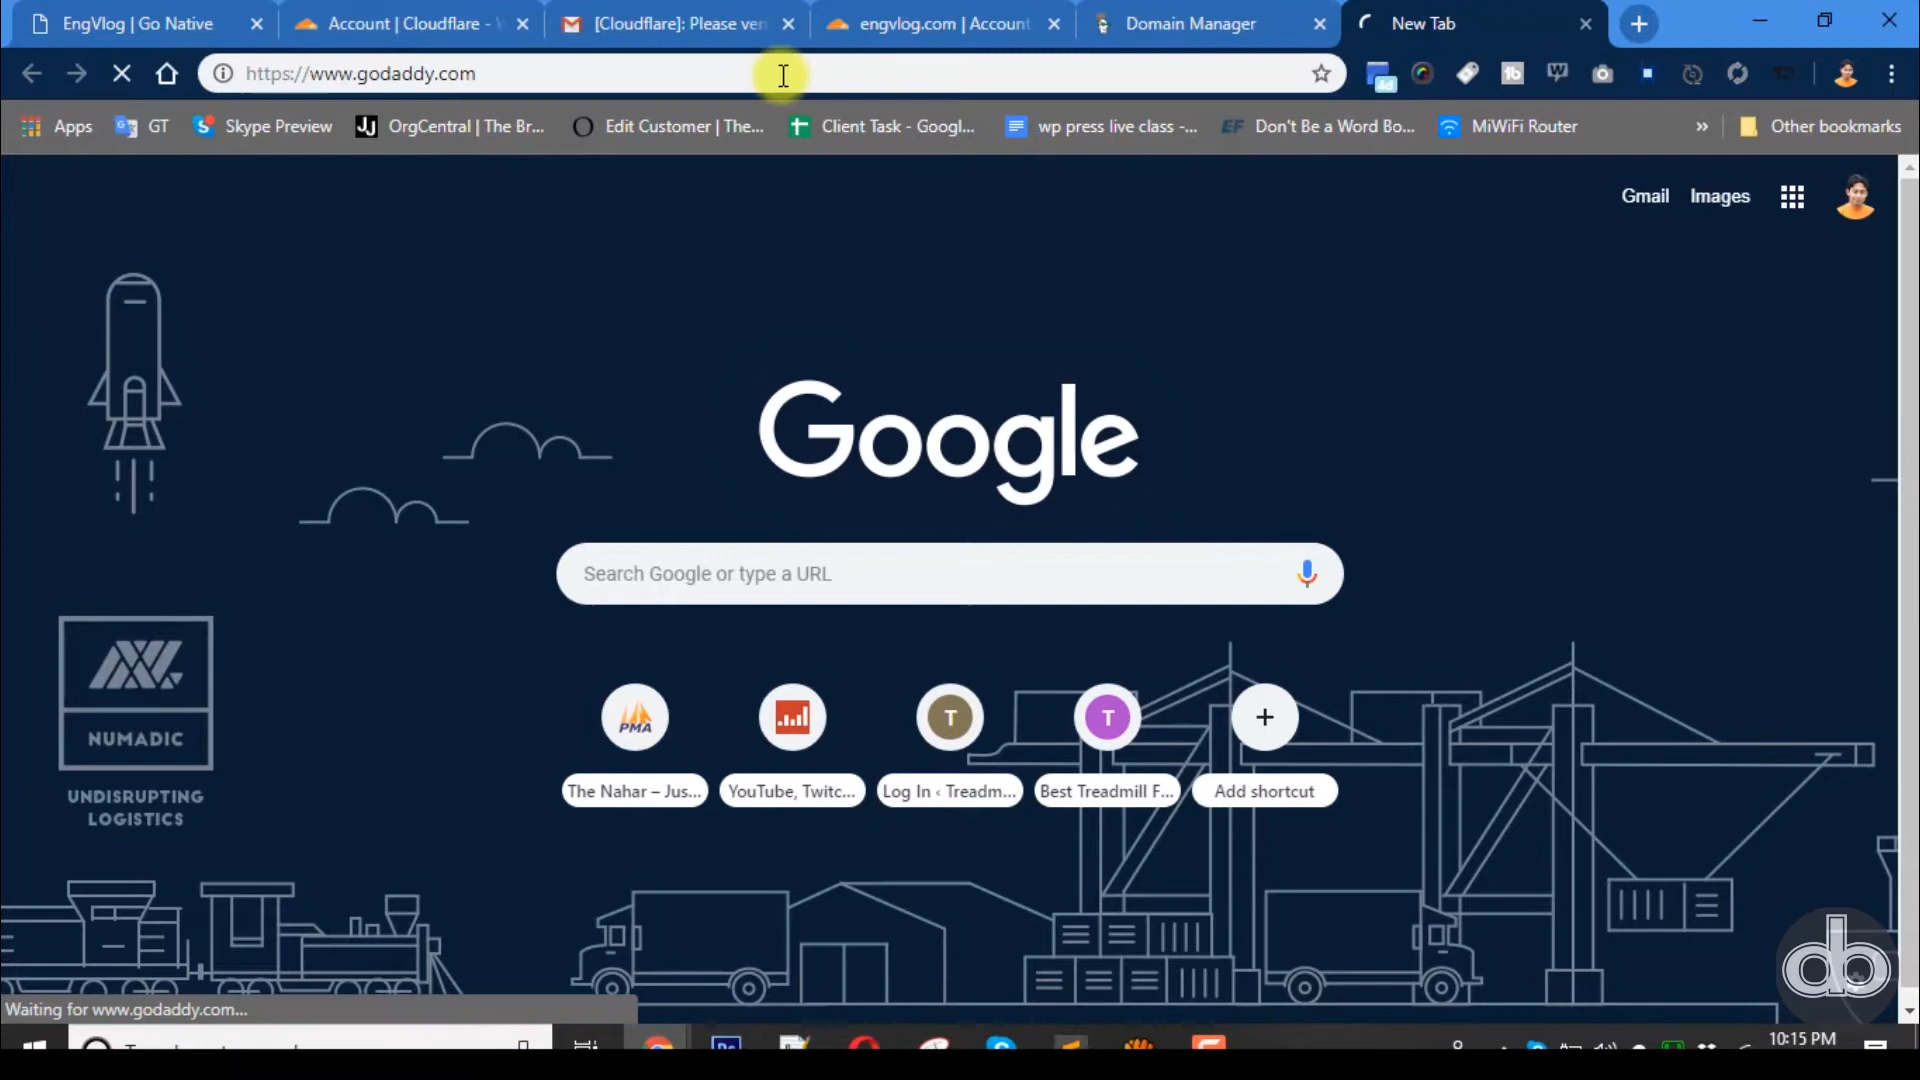 EngVlog | Go Native
Account | Cloudflare -
[Cloudflare]: Please veri
engvlog.com | Account
Domain Manager
New Tab
https://www.godaddy.com
Apps
GT
Skype Preview
OrgCentral | The Br...
Edit Customer | The...
Client Task - Googl...
wp press live class -...
Don't Be a Word Bo...
MiWiFi Router
»
Other bookmarks
Gmail
Images
Google
Search Google or type a URL
NUMADIC
UNDISRUPTING
LOGISTICS
PMA
T
T
The Nahar – Jus...
YouTube, Twitc...
Log In ‹ Treadm...
Best Treadmill F...
Add shortcut
Waiting for www.godaddy.com...
10:15 PM
db